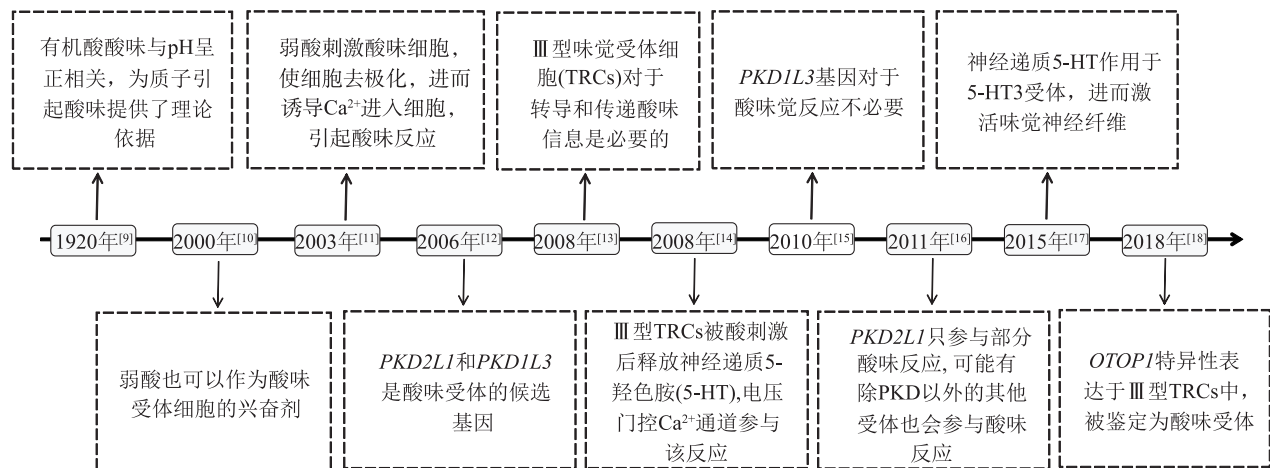 有机酸酸味与pH呈
正相关，为质子引
起酸味提供了理论
依据
弱酸刺激酸味细胞，
使细胞去极化，进而
诱导Ca²⁺进入细胞，
引起酸味反应
Ⅲ型味觉受体细
胞(TRCs)对于
转导和传递酸味
信息是必要的
PKD1L3基因对于
酸味觉反应不必要
神经递质5-HT作用于
5-HT3受体，进而激
活味觉神经纤维
1920年[9]
2000年[10]
2003年[11]
2006年[12]
2008年[13]
2008年[14]
2010年[15]
2011年[16]
2015年[17]
2018年[18]
弱酸也可以作为酸味
受体细胞的兴奋剂
PKD2L1和PKD1L3
是酸味受体的候选
基因
Ⅲ型TRCs被酸刺激
后释放神经递质5-
羟色胺(5-HT),电压
门控Ca²⁺通道参与
该反应
PKD2L1只参与部分
酸味反应,可能有
除PKD以外的其他
受体也会参与酸味
反应
OTOP1特异性表
达于Ⅲ型TRCs中，
被鉴定为酸味受体